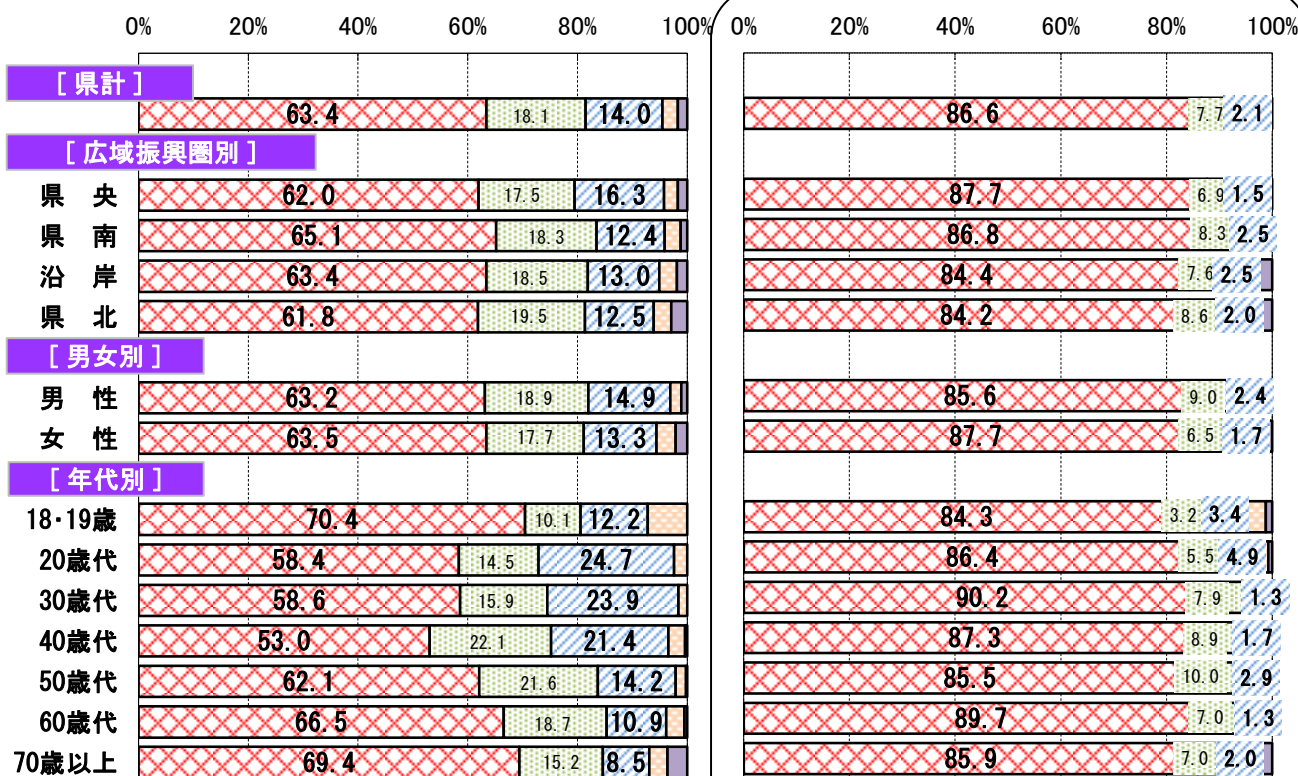 0% 20% 40% 60% 80% 100% 0% 20% 40% 60% 80% 100%
[ 県計 ]
63.4 18.1 14.0 86.6 7.7 2.1
[ 広域振興圏別 ]
県 央 62.0 17.5 16.3 87.7 6.9 1.5
県 南 65.1 18.3 12.4 86.8 8.3 2.5
沿 岸 63.4 18.5 13.0 84.4 7.6 2.5
県 北 61.8 19.5 12.5 84.2 8.6 2.0
[ 男女別 ]
男 性 63.2 18.9 14.9 85.6 9.0 2.4
女 性 63.5 17.7 13.3 87.7 6.5 1.7
[ 年代別 ]
18・19歳 70.4 10.1 12.2 84.3 3.2 3.4
20歳代 58.4 14.5 24.7 86.4 5.5 4.9
30歳代 58.6 15.9 23.9 90.2 7.9 1.3
40歳代 53.0 22.1 21.4 87.3 8.9 1.7
50歳代 62.1 21.6 14.2 85.5 10.0 2.9
60歳代 66.5 18.7 10.9 89.7 7.0 1.3
70歳以上 69.4 15.2 8.5 85.9 7.0 2.0